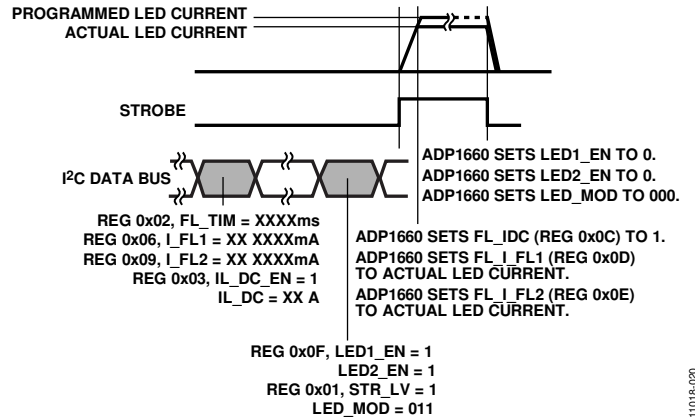 PROGRAMMED LED CURRENT
ACTUAL LED CURRENT
STROBE
I²C DATA BUS
ADP1660 SETS LED1_EN TO 0.
ADP1660 SETS LED2_EN TO 0.
ADP1660 SETS LED_MOD TO 000.
REG 0x02, FL_TIM = XXXXms
REG 0x06, I_FL1 = XX XXXXmA
REG 0x09, I_FL2 = XX XXXXmA
REG 0x03, IL_DC_EN = 1
IL_DC = XX A
ADP1660 SETS FL_IDC (REG 0x0C) TO 1.
ADP1660 SETS FL_I_FL1 (REG 0x0D)
TO ACTUAL LED CURRENT.
ADP1660 SETS FL_I_FL2 (REG 0x0E)
TO ACTUAL LED CURRENT.
REG 0x0F, LED1_EN = 1
LED2_EN = 1
REG 0x01, STR_LV = 1
LED_MOD = 011
11018-020